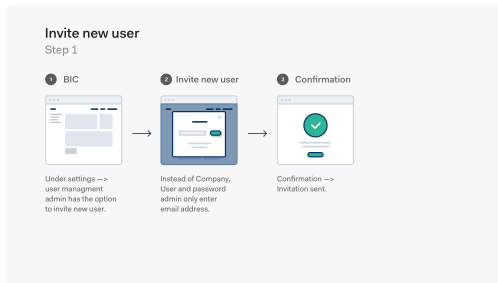 Invite new user
Step 1
1 BIC
2 Invite new user
3 Confirmation
Under settings —>
user managment
admin has the option
to invite new user.
Instead of Company,
User and password
admin only enter
email address.
Confirmation —>
Invitation sent.